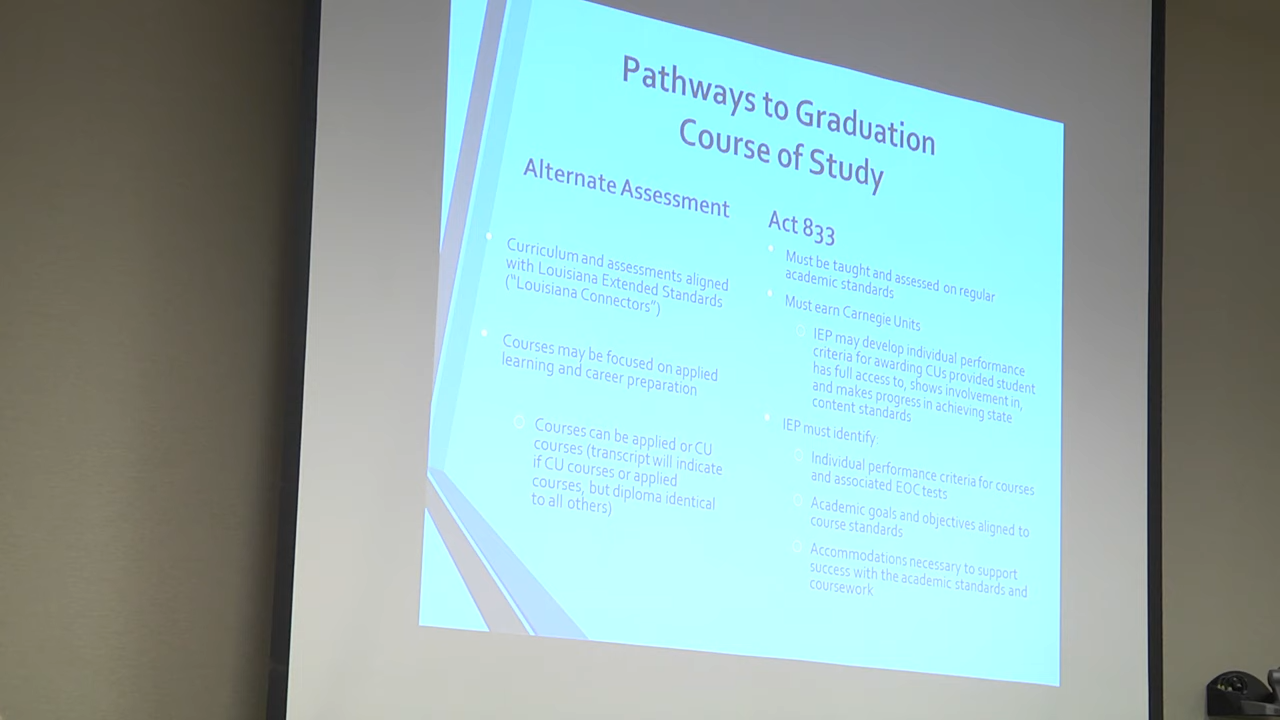 Pathways to Graduation
Course of Study
Alternate Assessment
Curriculum and assessments aligned
with Louisiana Extended Standards
("Louisiana Connectors")
Courses may be focused on applied
learning and career preparation
Courses can be applied or CU
courses (transcript will indicate
if CU courses or applied
courses, but diploma identical
to all others)
Act 833
Must be taught and assessed on regular
academic standards
Must earn Carnegie Units
IEP may develop individual performance
criteria for awarding CUs provided student
has full access to, shows involvement in,
and makes progress in achieving state
content standards
IEP must identify:
Individual performance criteria for courses
and associated EOC tests
Academic goals and objectives aligned to
course standards
Accommodations necessary to support
success with the academic standards and
coursework